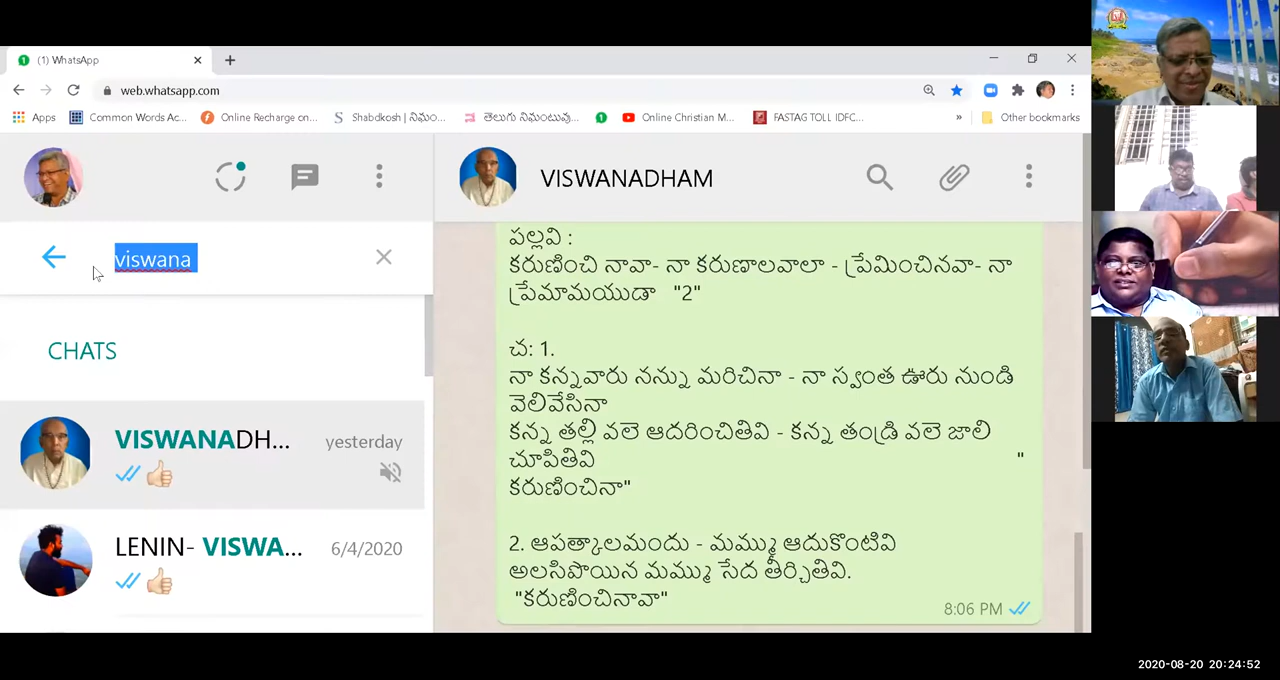 (1) WhatsApp
web.whatsapp.com
Apps
Common Words Ac...
Online Recharge on...
Shabdkosh | నిఘం...
తెలుగు నిఘంటువు...
Online Christian M...
FASTAG TOLL IDFC...
»
Other bookmarks
viswana
CHATS
VISWANADH...
yesterday
LENIN- VISWA...
6/4/2020
VISWANADHAM
పల్లవి :
కరుణించి నావా- నా కరుణాలవాలా - ప్రేమించినవా- నా
ప్రేమామయుడా "2"
చ: 1.
నా కన్నవారు నన్ను మరిచినా - నా స్వంత ఊరు నుండి
వెలివేసినా
కన్న తల్లి వలె ఆదరించితివి - కన్న తండ్రి వలె జాలి
చూపితివి "
కరుణించినా"
2. ఆపత్కాలమందు - మమ్ము ఆదుకొంటివి
అలసిపొయిన మమ్ము సేద తీర్చితివి.
"కరుణించినావా"
8:06 PM
2020-08-20 20:24:52